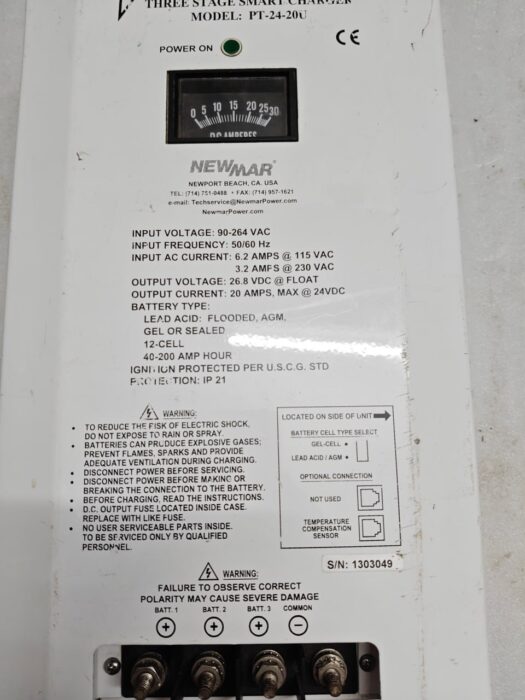 THREE STAGE SMART CHARGER
MODEL: PT-24-20U
POWER ON
CE
0 5 10 15 20 25 30
D.C. AMPERES
NEWMAR®
NEWPORT BEACH, CA. USA
TEL: (714) 751-0488 • FAX: (714) 957-1621
e-mail: Techservice@NewmarPower.com
NewmarPower.com
INPUT VOLTAGE: 90-264 VAC
INPUT FREQUENCY: 50/60 Hz
INPUT AC CURRENT: 6.2 AMPS @ 115 VAC
3.2 AMPS @ 230 VAC
OUTPUT VOLTAGE: 26.8 VDC @ FLOAT
OUTPUT CURRENT: 20 AMPS, MAX @ 24VDC
BATTERY TYPE:
LEAD ACID: FLOODED, AGM,
GEL OR SEALED
12-CELL
40-200 AMP HOUR
IGNITION PROTECTED PER U.S.C.G. STD
PROTECTION: IP 21
WARNING:
• TO REDUCE THE RISK OF ELECTRIC SHOCK,
DO NOT EXPOSE TO RAIN OR SPRAY.
• BATTERIES CAN PRODUCE EXPLOSIVE GASES;
PREVENT FLAMES, SPARKS AND PROVIDE
ADEQUATE VENTILATION DURING CHARGING.
• DISCONNECT POWER BEFORE SERVICING.
• DISCONNECT POWER BEFORE MAKING OR
BREAKING THE CONNECTION TO THE BATTERY.
• BEFORE CHARGING, READ THE INSTRUCTIONS.
• D.C. OUTPUT FUSE LOCATED INSIDE CASE.
REPLACE WITH LIKE FUSE.
• NO USER SERVICEABLE PARTS INSIDE.
TO BE SERVICED ONLY BY QUALIFIED
PERSONNEL.
LOCATED ON SIDE OF UNIT
BATTERY CELL TYPE SELECT
GEL-CELL •
LEAD ACID / AGM •
OPTIONAL CONNECTION
NOT USED
TEMPERATURE
COMPENSATION
SENSOR
S/N: 1303049
WARNING:
FAILURE TO OBSERVE CORRECT
POLARITY MAY CAUSE SEVERE DAMAGE
BATT. 1 BATT. 2 BATT. 3 COMMON
+ + + −